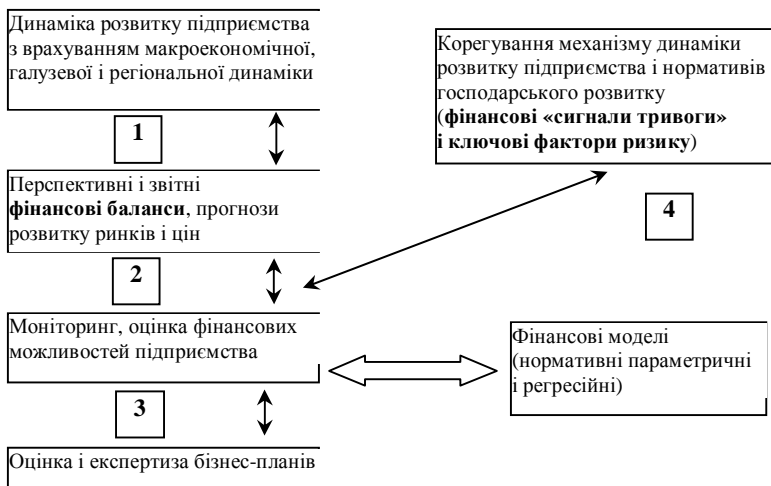 Динаміка розвитку підприємства
з врахуванням макроекономічної,
галузевої і регіональної динаміки
1
Перспективні і звітні
фінансові баланси, прогнози
розвитку ринків і цін
2
Моніторинг, оцінка фінансових
можливостей підприємства
3
Оцінка і експертиза бізнес-планів
Корегування механізму динаміки
розвитку підприємства і нормативів
господарського розвитку
(фінансові «сигнали тривоги»
і ключові фактори ризику)
4
Фінансові моделі
(нормативні параметричні
і регресійні)